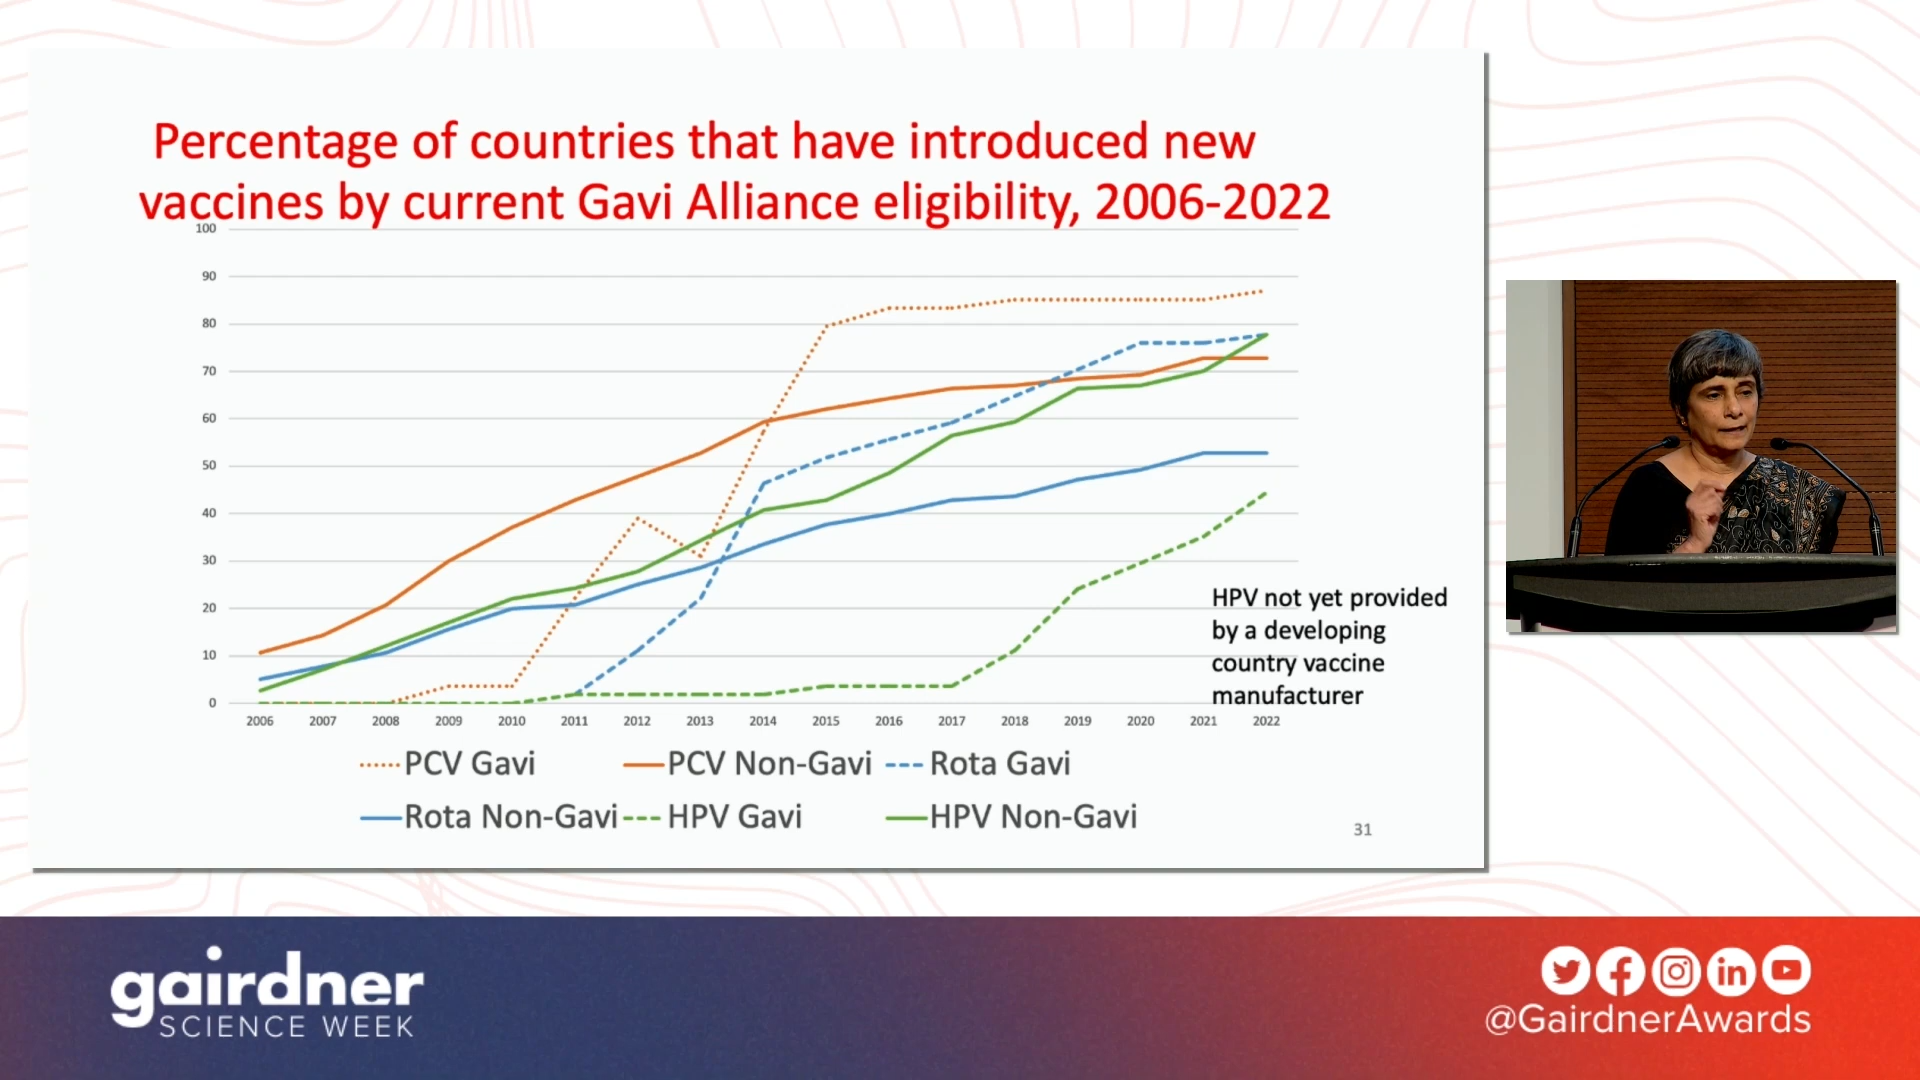 Percentage of countries that have introduced new
vaccines by current Gavi Alliance eligibility, 2006-2022
100
90
80
70
60
50
40
30
20
10
0
2006 2007 2008 2009 2010 2011 2012 2013 2014 2015 2016 2017 2018 2019 2020 2021 2022
HPV not yet provided
by a developing
country vaccine
manufacturer
PCV Gavi PCV Non-Gavi Rota Gavi
Rota Non-Gavi HPV Gavi HPV Non-Gavi
31
gairdner
SCIENCE WEEK
in
@GairdnerAwards